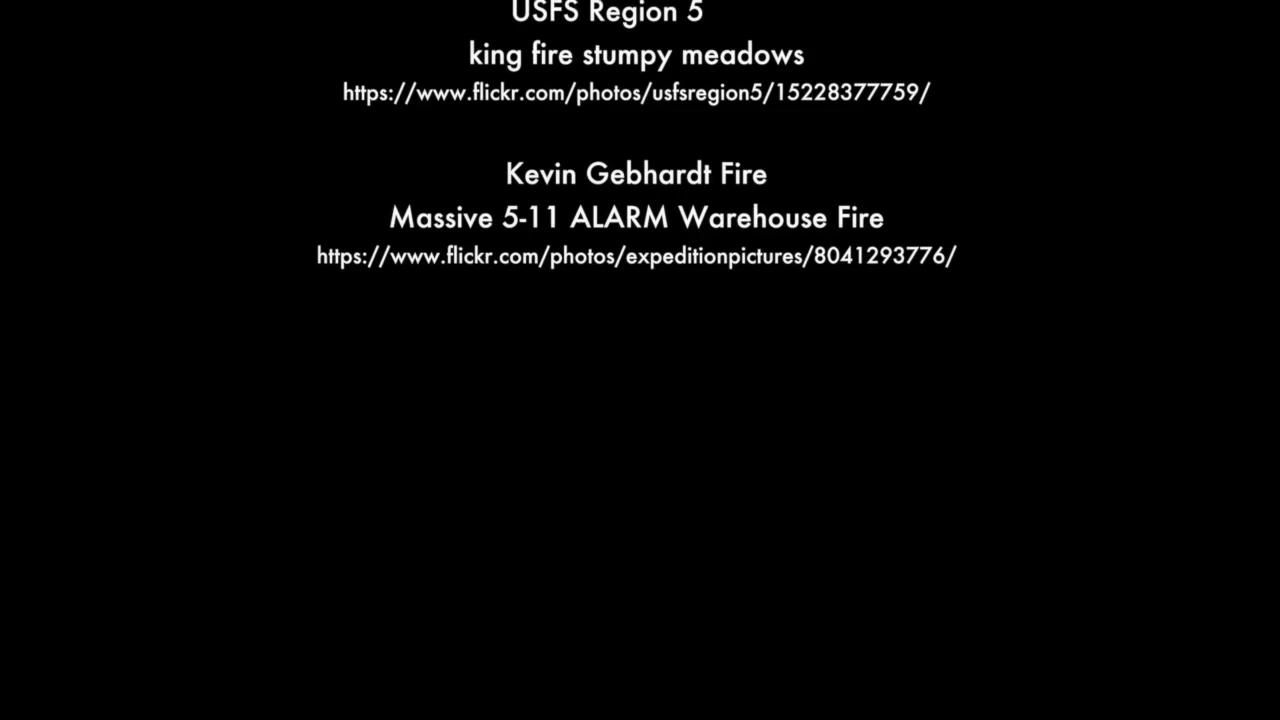 USFS Region 5
king fire stumpy meadows
https://www.flickr.com/photos/usfsregion5/15228377759/
Kevin Gebhardt Fire
Massive 5-11 ALARM Warehouse Fire
https://www.flickr.com/photos/expeditionpictures/8041293776/